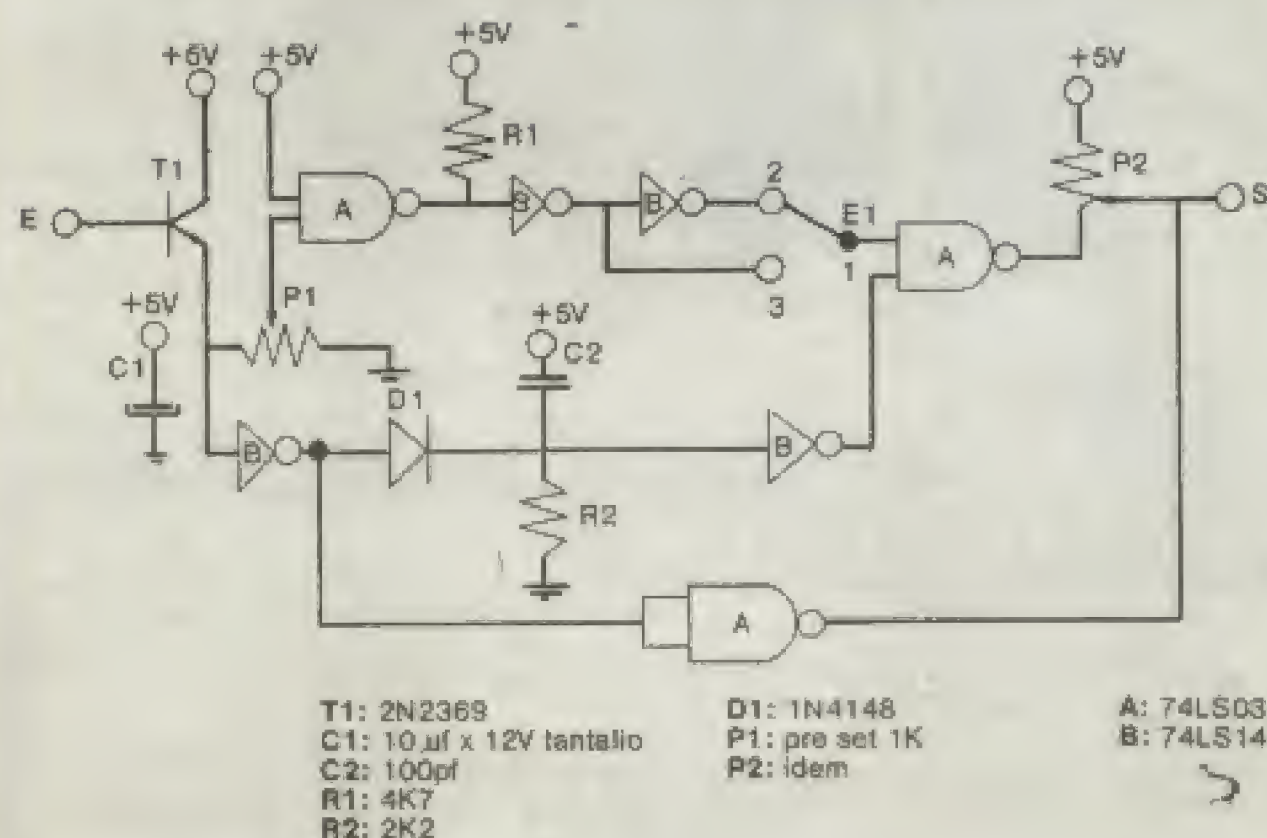 +5V
+5V +5V
+5V
T1
R1
P2
2
E
A
B
B
E1
S
A
1
P1
3
+5V
+5V
C1
C2
D1
B
B
R2
A
T1: 2N2369
C1: 10 µf x 12V tantalio
C2: 100pf
R1: 4K7
R2: 2K2
D1: 1N4148
P1: pre set 1K
P2: idem
A: 74LS03
B: 74LS14